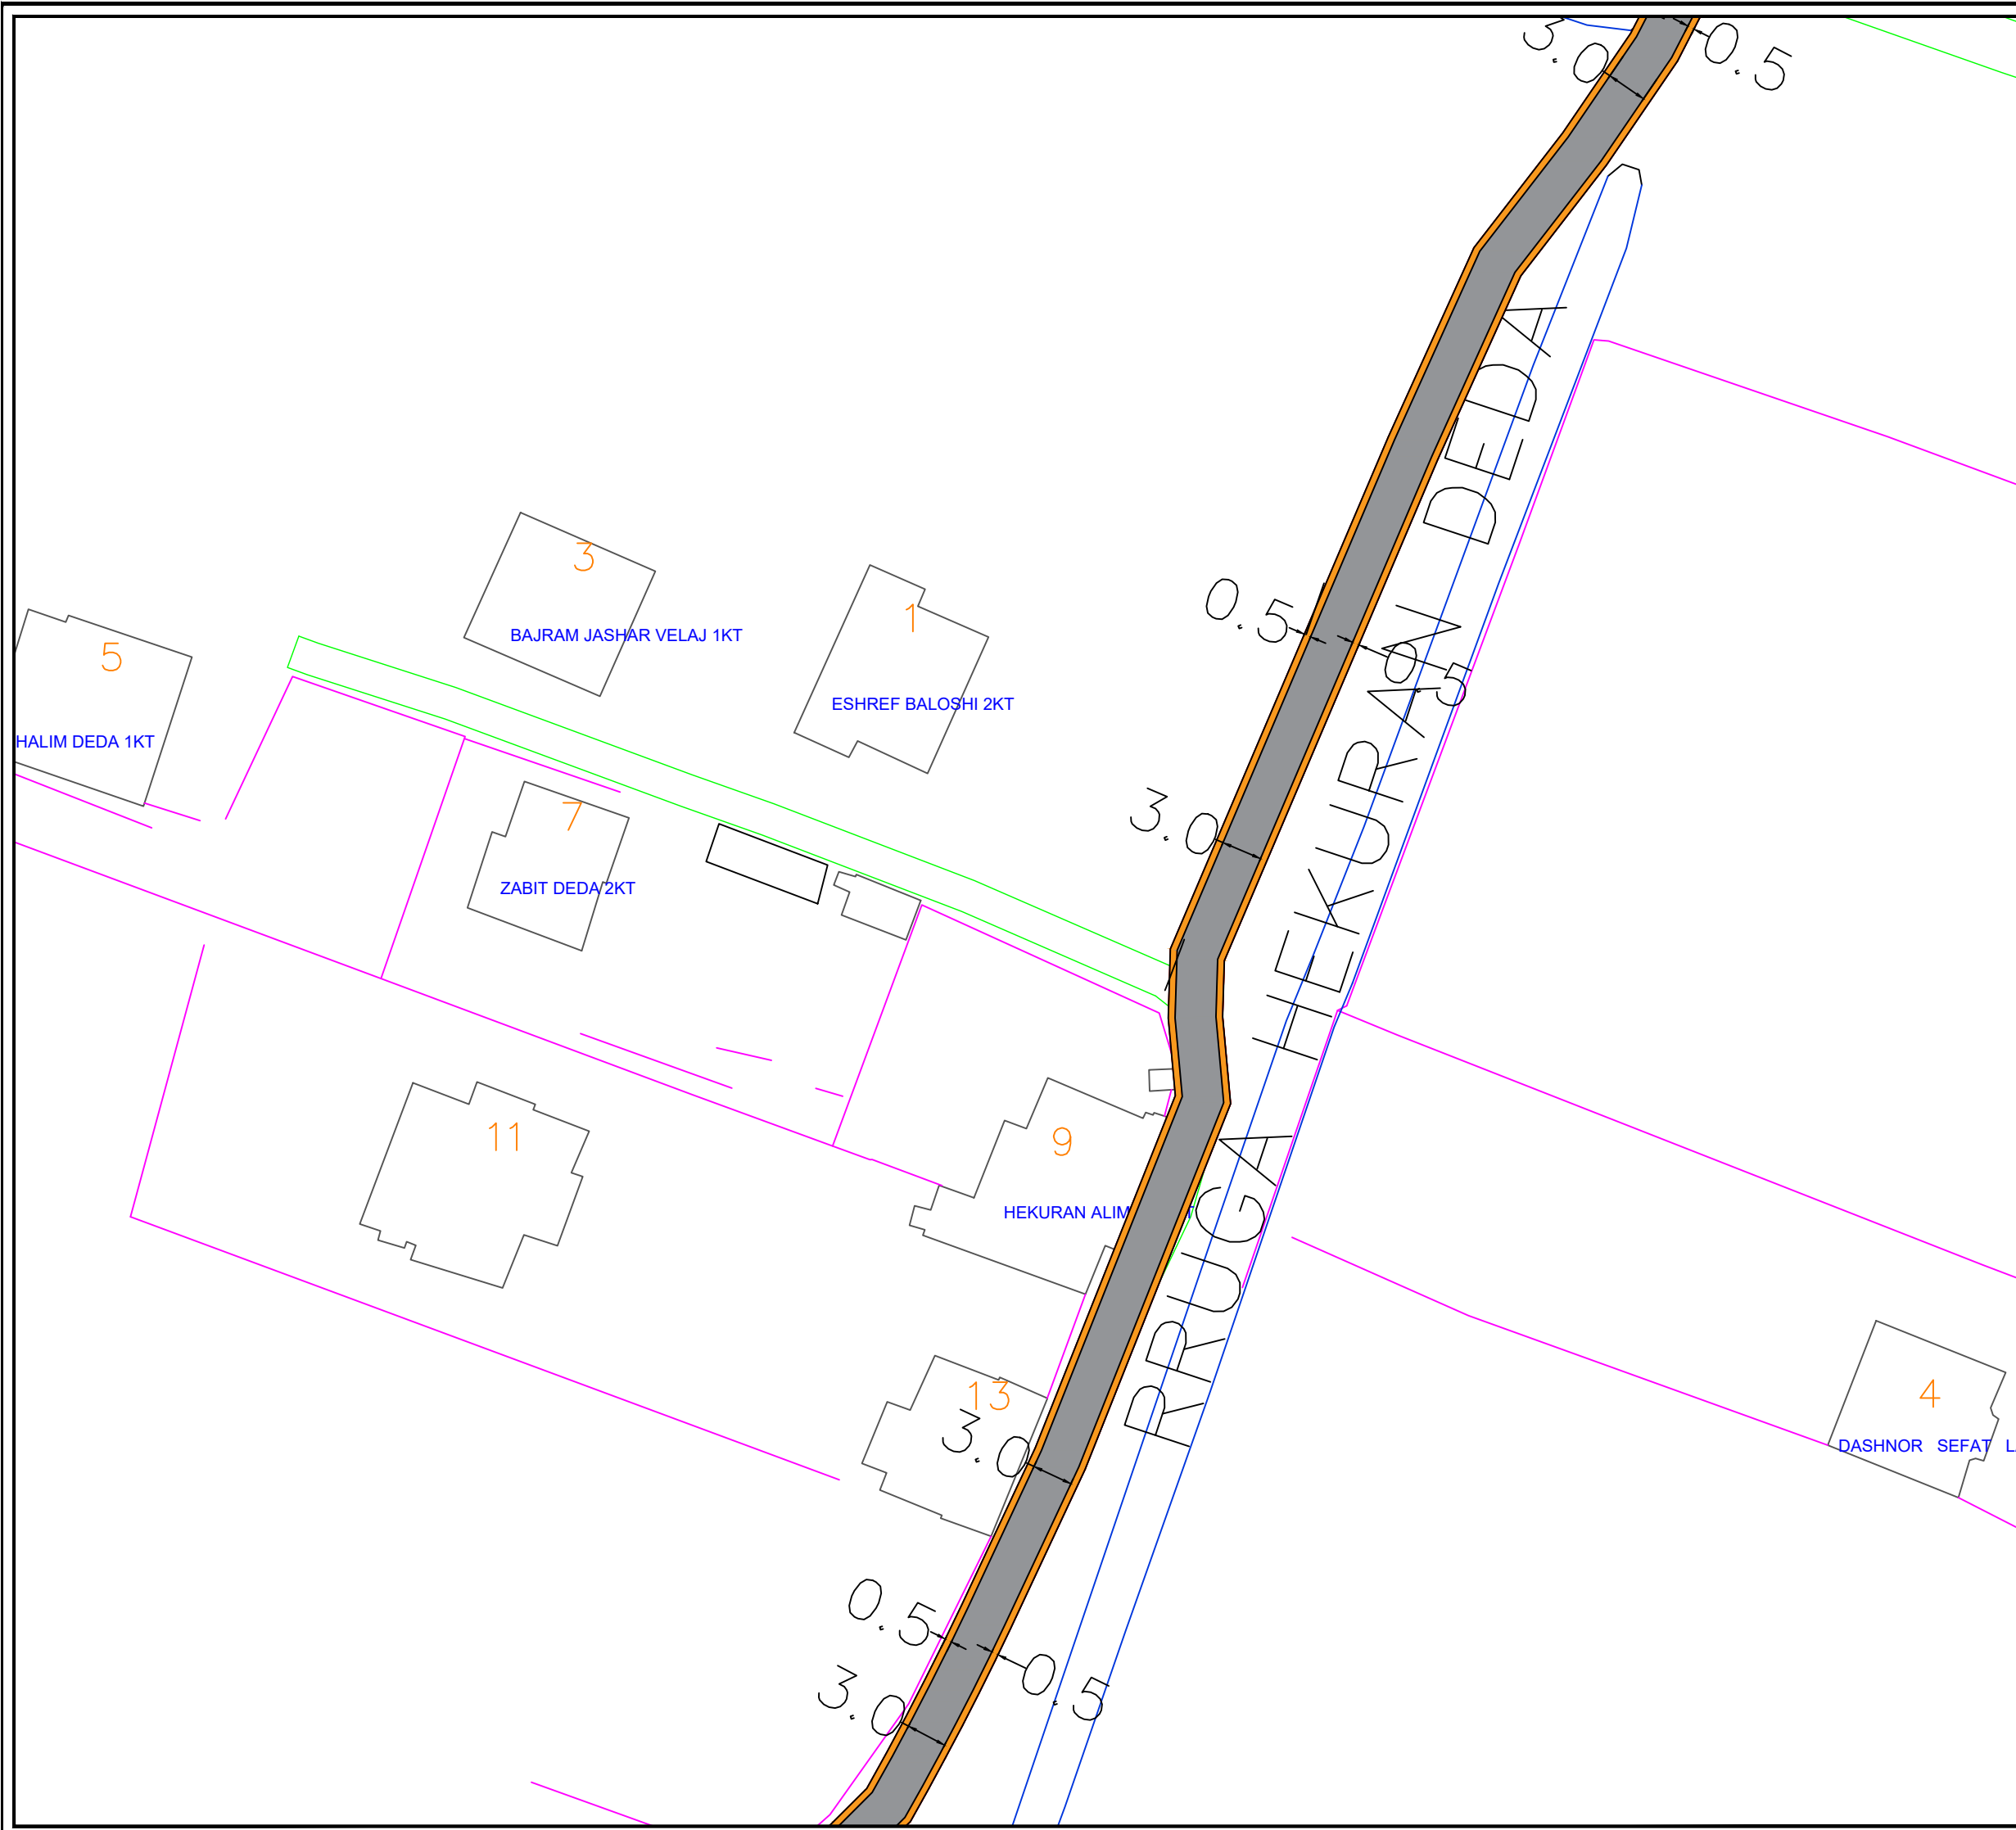 3.0
0.5
3
BAJRAM JASHAR VELAJ 1KT
1
ESHREF BALOSHI 2KT
5
HALIM DEDA 1KT
0.5
0.5
7
ZABIT DEDA 2KT
3.0
RRUGA HEKURAN DEDA
11
9
HEKURAN ALIM
T
13
3.0
4
DASHNOR SEFAT
0.5
0.5
3.0